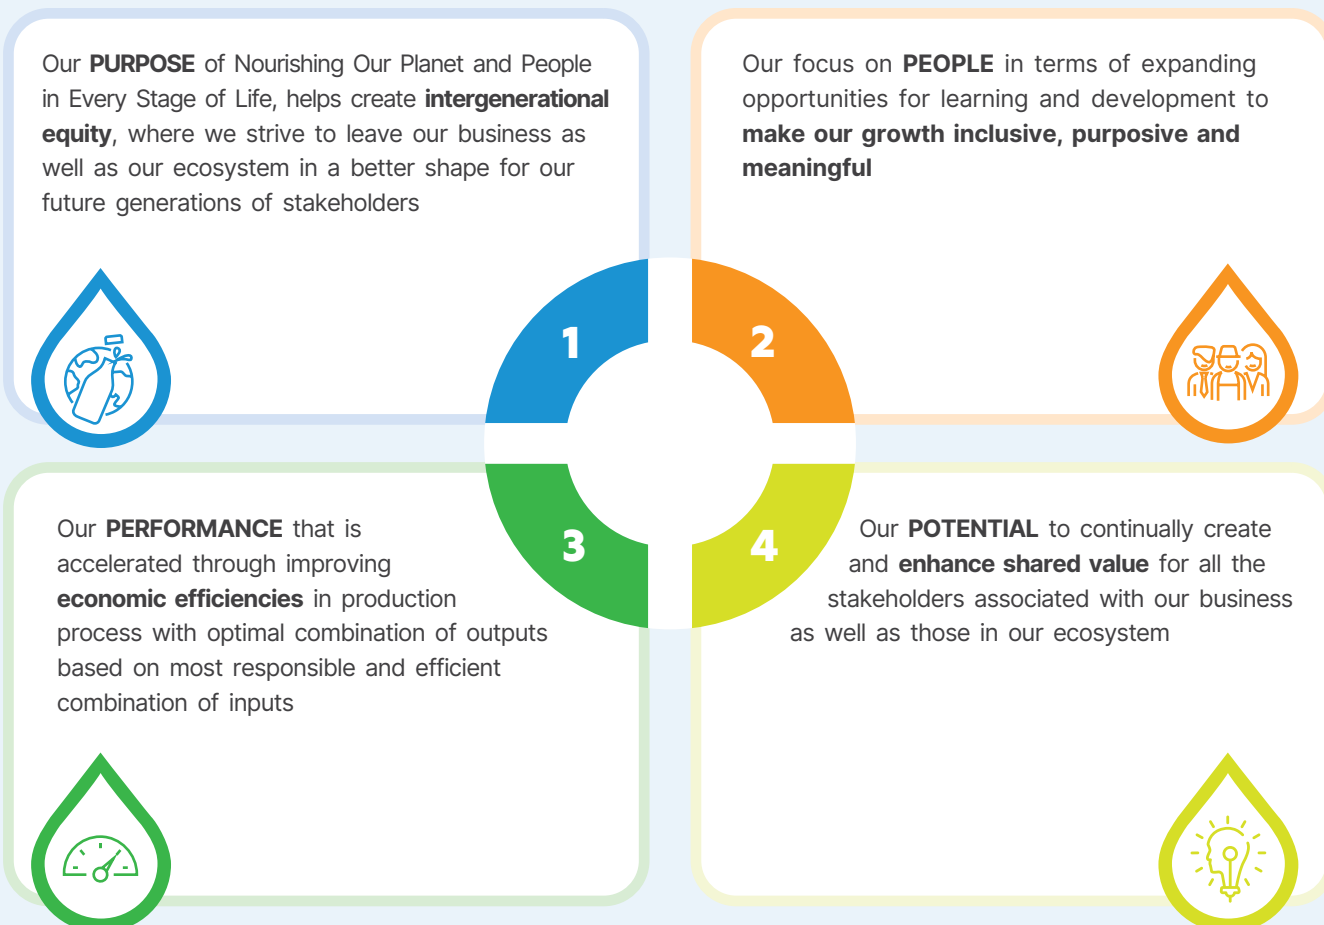 Our PURPOSE of Nourishing Our Planet and People
in Every Stage of Life, helps create intergenerational
equity, where we strive to leave our business as
well as our ecosystem in a better shape for our
future generations of stakeholders
1
Our focus on PEOPLE in terms of expanding
opportunities for learning and development to
make our growth inclusive, purposive and
meaningful
2
Our PERFORMANCE that is
accelerated through improving
economic efficiencies in production
process with optimal combination of outputs
based on most responsible and efficient
combination of inputs
3
Our POTENTIAL to continually create
and enhance shared value for all the
stakeholders associated with our business
as well as those in our ecosystem
4